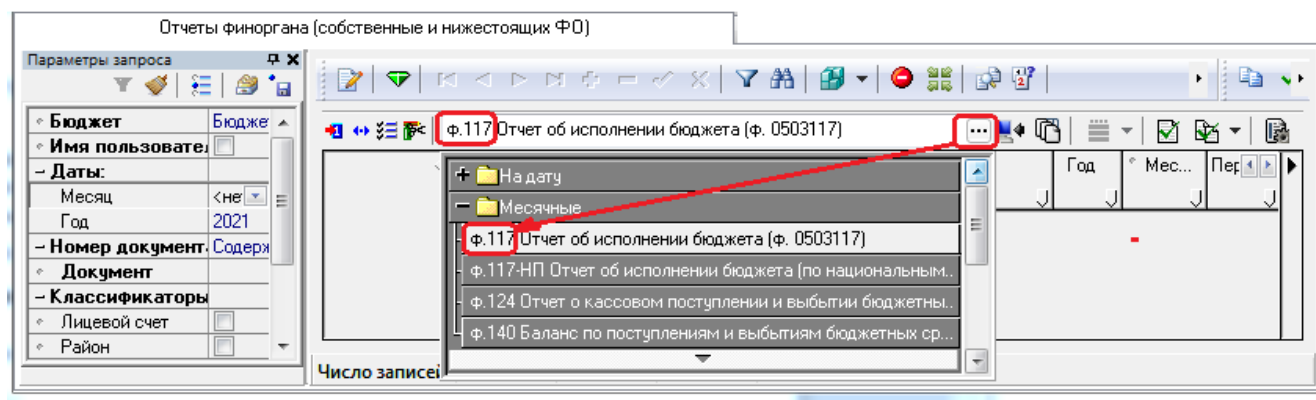 Отчеты финоргана (собственные и нижестоящих ФО)
Параметры запроса
Бюджет Бюдже
Имя пользовател
Даты:
Месяц <не
Год 2021
Номер документ. Содерж
Документ
Классификаторы
Лицевой счет
Район
ф.117 Отчет об исполнении бюджета (ф. 0503117) ...
На дату
Месячные
ф.117 Отчет об исполнении бюджета (ф. 0503117)
ф.117-НП Отчет об исполнении бюджета (по национальным..
ф.124 Отчет о кассовом поступлении и выбытии бюджетны..
ф.140 Баланс по поступлениям и выбытиям бюджетных ср...
Год Мес... Пер
Число записей